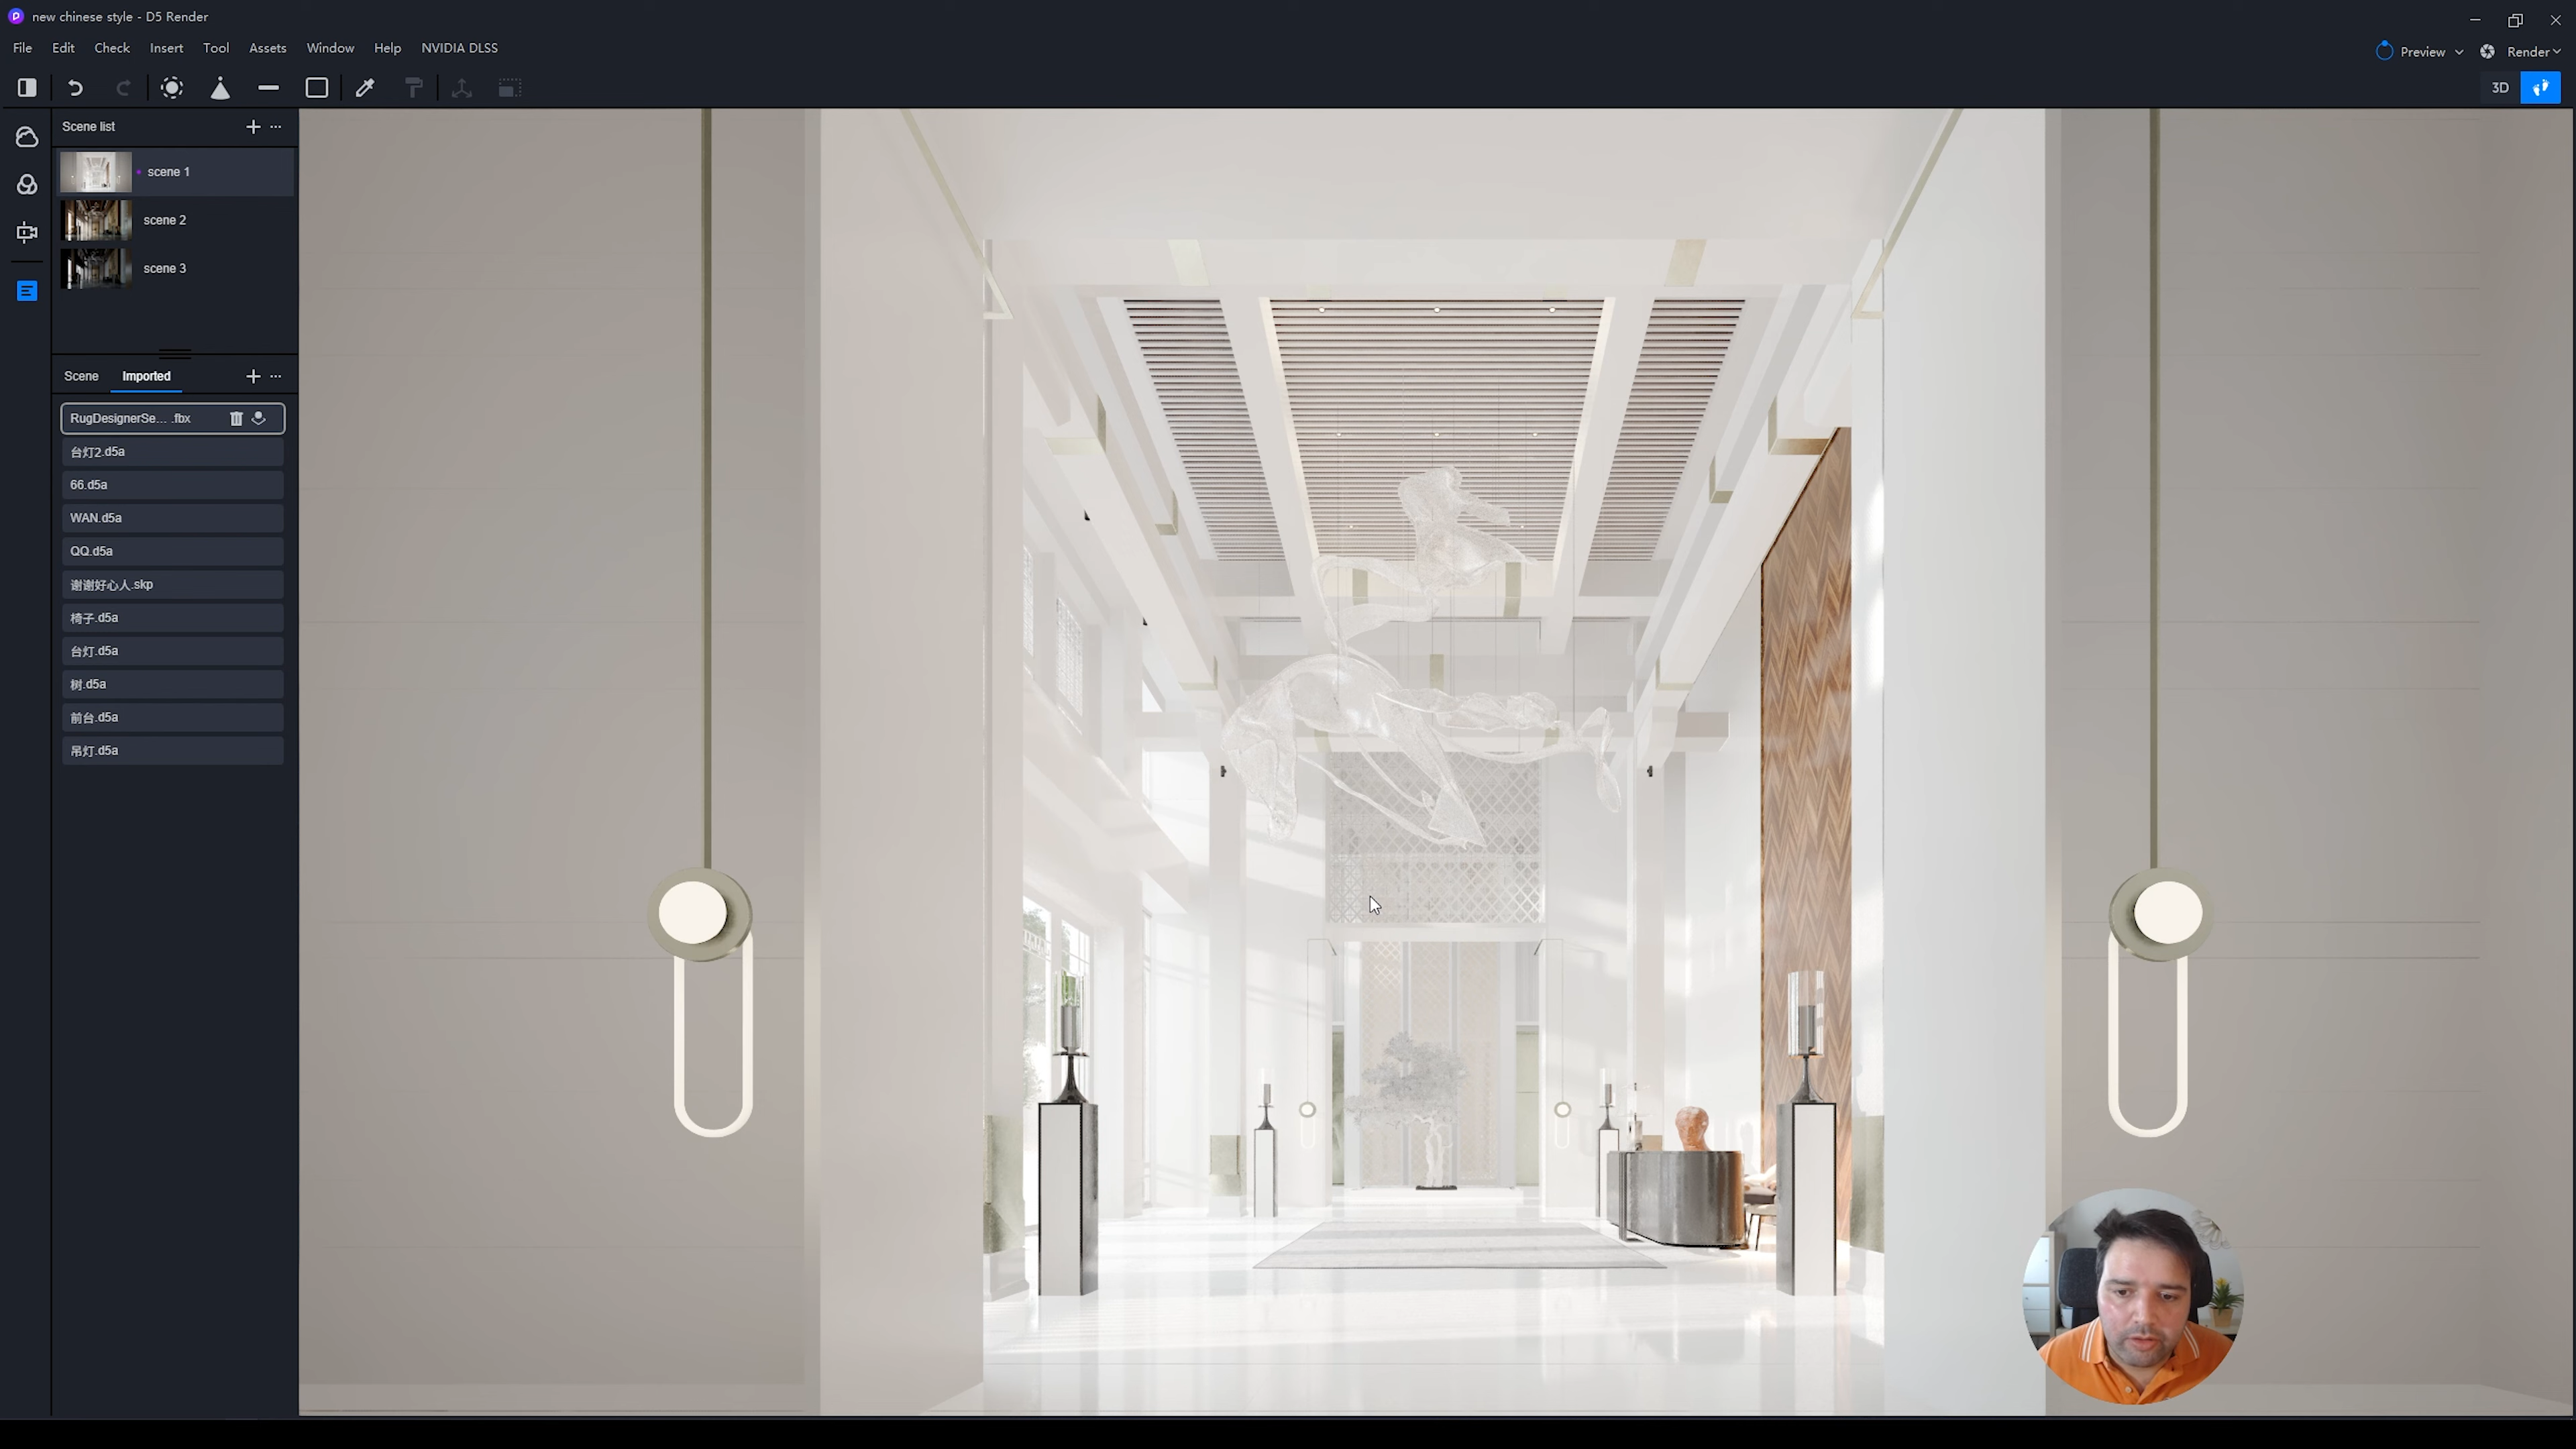 new chinese style - D5 Render
File Edit Check Insert Tool Assets Window Help NVIDIA DLSS
Preview Render
3D
Scene list
scene 1
scene 2
scene 3
Scene Imported
RugDesignerSe... .fbx
台灯2.d5a
66.d5a
WAN.d5a
QQ.d5a
谢谢好心人.skp
椅子.d5a
台灯.d5a
树.d5a
前台.d5a
吊灯.d5a